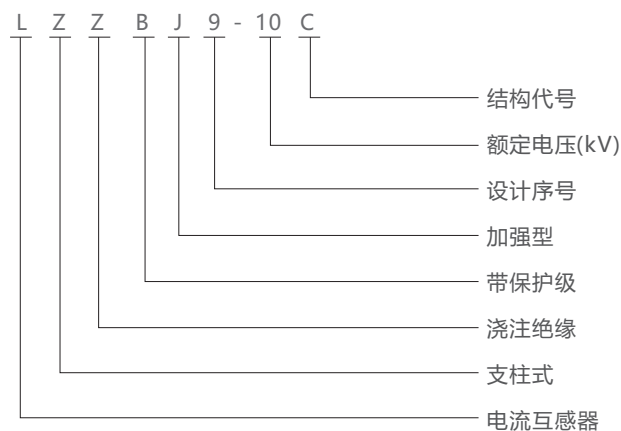 L Z Z B J 9 - 10 C
结构代号
额定电压(kV)
设计序号
加强型
带保护级
浇注绝缘
支柱式
电流互感器